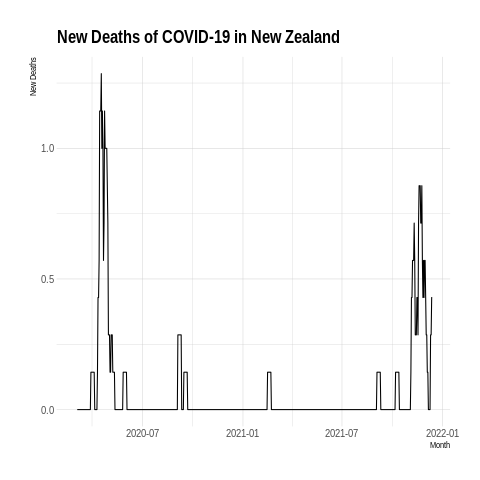 New Deaths of COVID-19 in New Zealand
New Deaths
1.0
0.5
0.0
2020-07 2021-01 2021-07 2022-01
Month